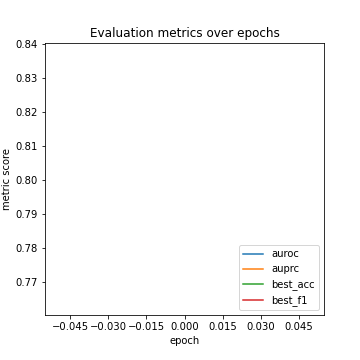 Evaluation metrics over epochs
0.84
0.83
0.82
0.81
0.80
0.79
0.78
0.77
metric score
auroc
auprc
best_acc
best_f1
−0.045 −0.030 −0.015 0.000 0.015 0.030 0.045
epoch